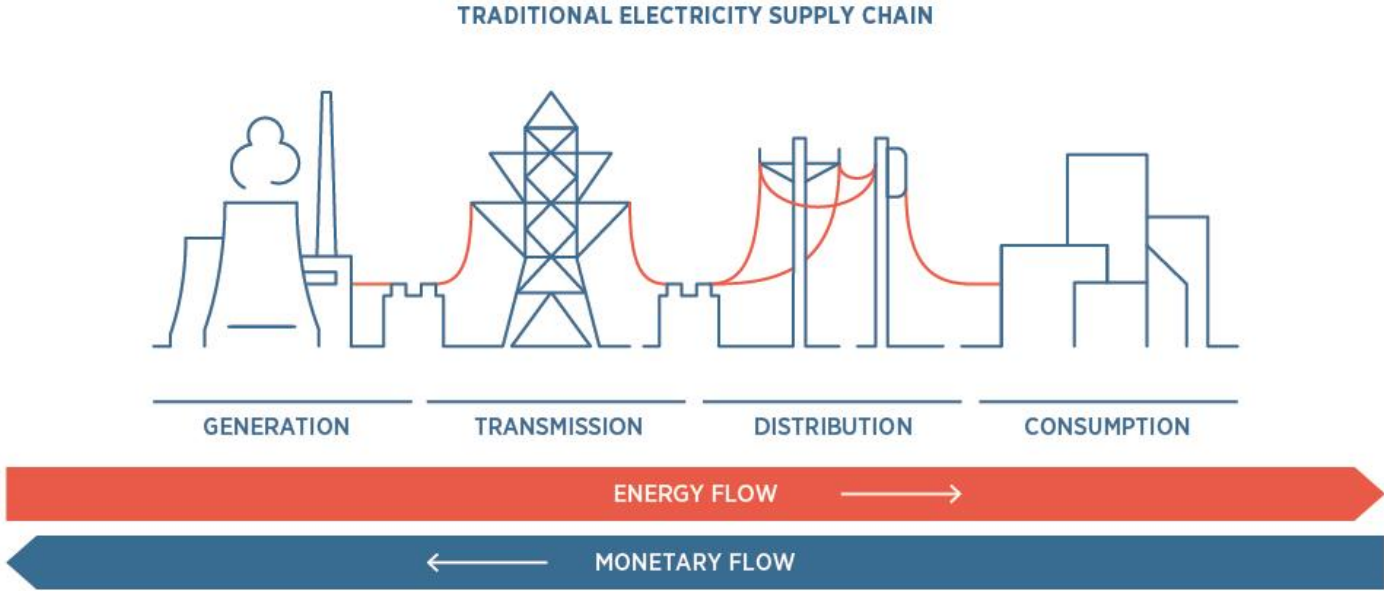 TRADITIONAL ELECTRICITY SUPPLY CHAIN
GENERATION
TRANSMISSION
DISTRIBUTION
CONSUMPTION
ENERGY FLOW
MONETARY FLOW